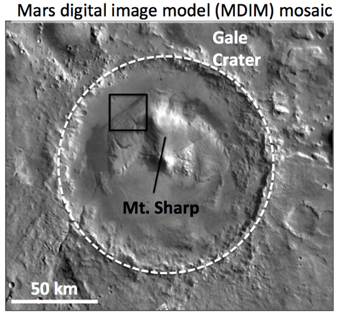 Mars digital image model (MDIM) mosaic
Gale
Crater
Mt. Sharp
50 km